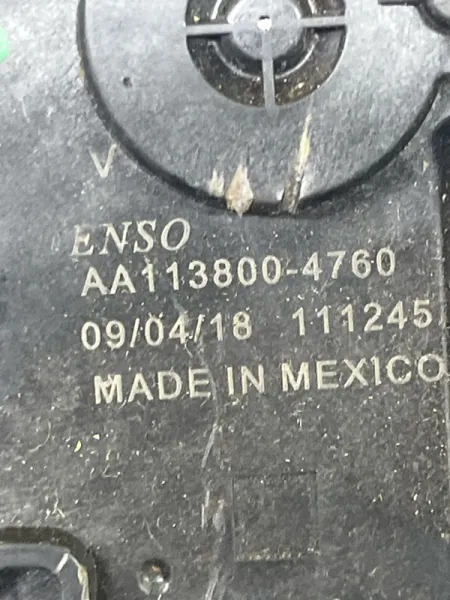 V
ENSO
AA113800-4760
09/04/18 111245
MADE IN MEXICO